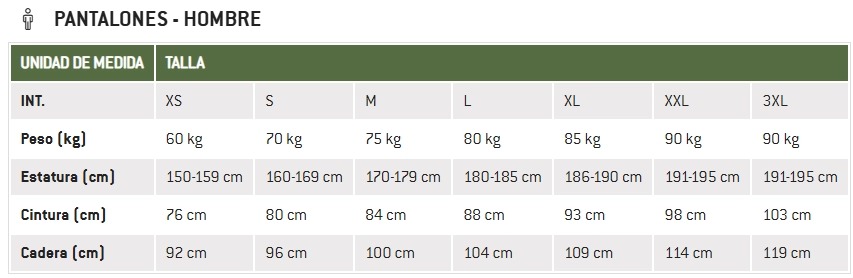 PANTALONES - HOMBRE
UNIDAD DE MEDIDA TALLA
INT. XS S M L XL XXL 3XL
Peso (kg) 60 kg 70 kg 75 kg 80 kg 85 kg 90 kg 90 kg
Estatura (cm) 150-159 cm 160-169 cm 170-179 cm 180-185 cm 186-190 cm 191-195 cm 191-195 cm
Cintura (cm) 76 cm 80 cm 84 cm 88 cm 93 cm 98 cm 103 cm
Cadera (cm) 92 cm 96 cm 100 cm 104 cm 109 cm 114 cm 119 cm